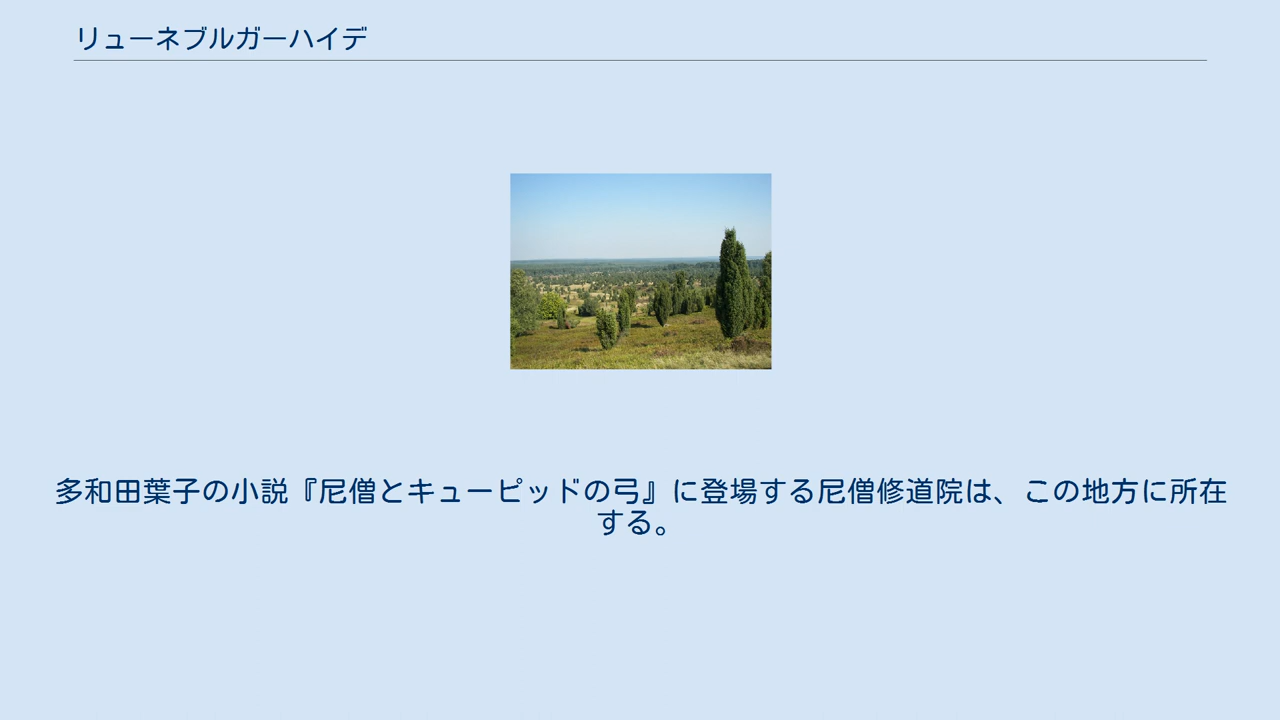 リューネブルガーハイデ
多和田葉子の小説『尼僧とキューピッドの弓』に登場する尼僧修道院は、この地方に所在
する。